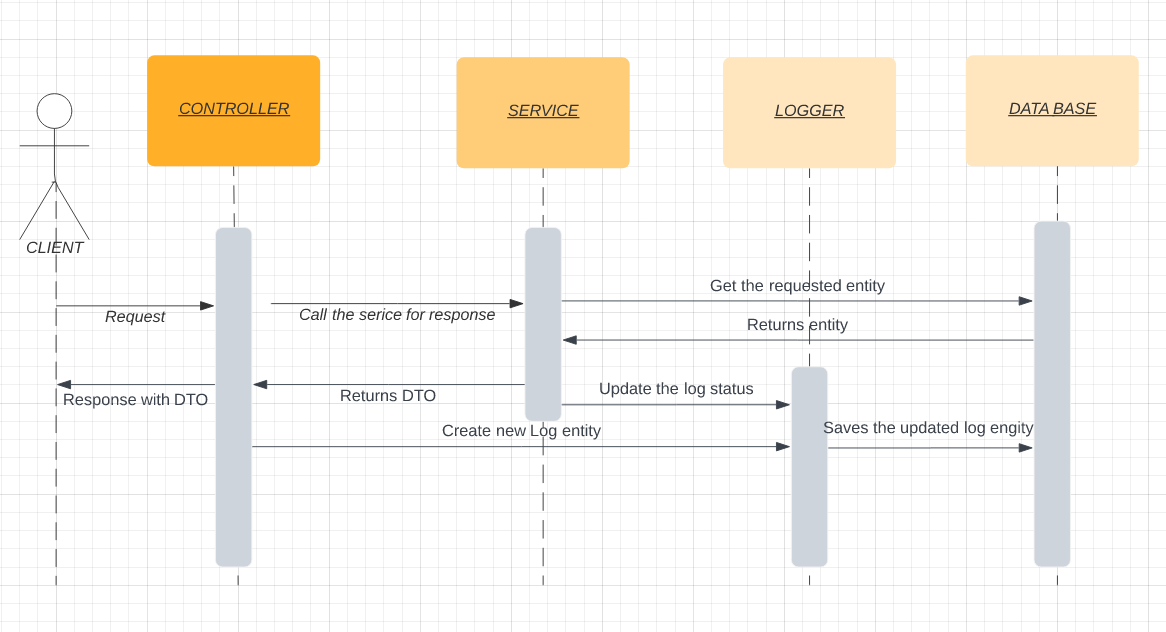 CONTROLLER
SERVICE
LOGGER
DATA BASE
CLIENT
Get the requested entity
Request
Call the serice for response
Returns entity
Response with DTO
Returns DTO
Update the log status
Create new Log entity
Saves the updated log engity